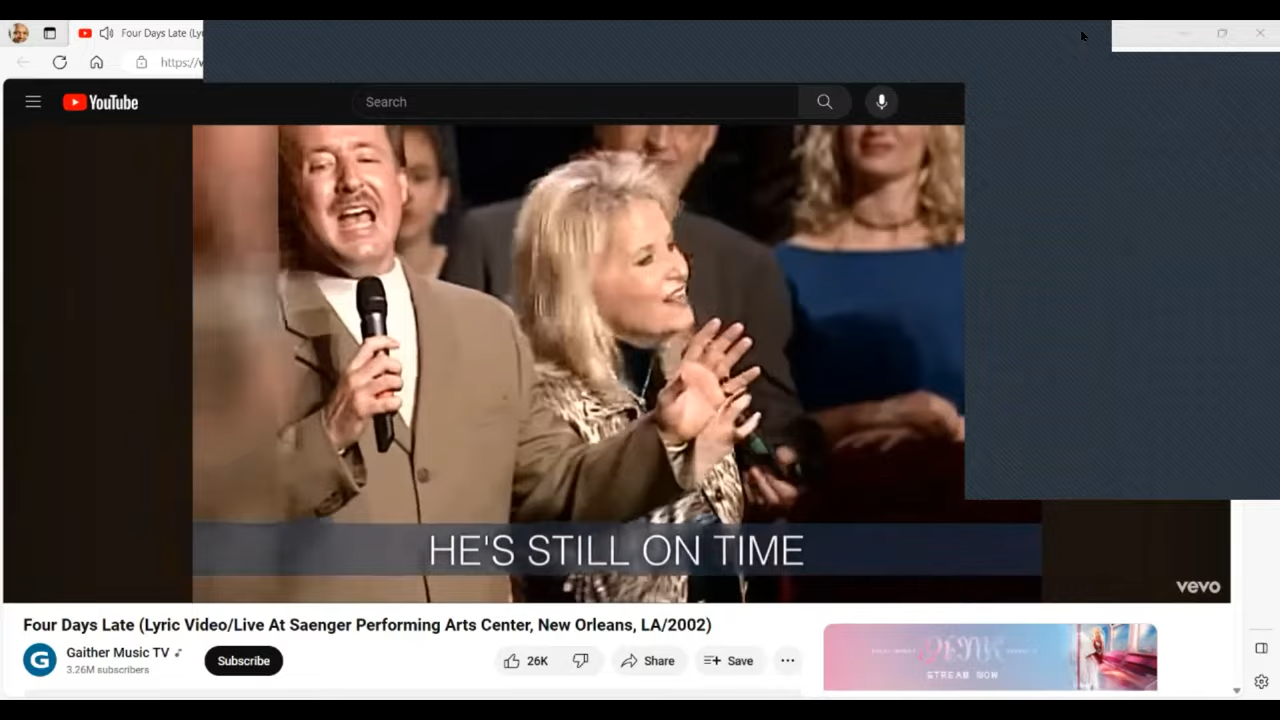 Four Days Late (Ly
https://w
YouTube
Search
HE'S STILL ON TIME
vevo
Four Days Late (Lyric Video/Live At Saenger Performing Arts Center, New Orleans, LA/2002)
G
Gaither Music TV
3.26M subscribers
Subscribe
26K
Share
Save
STREAM NOW